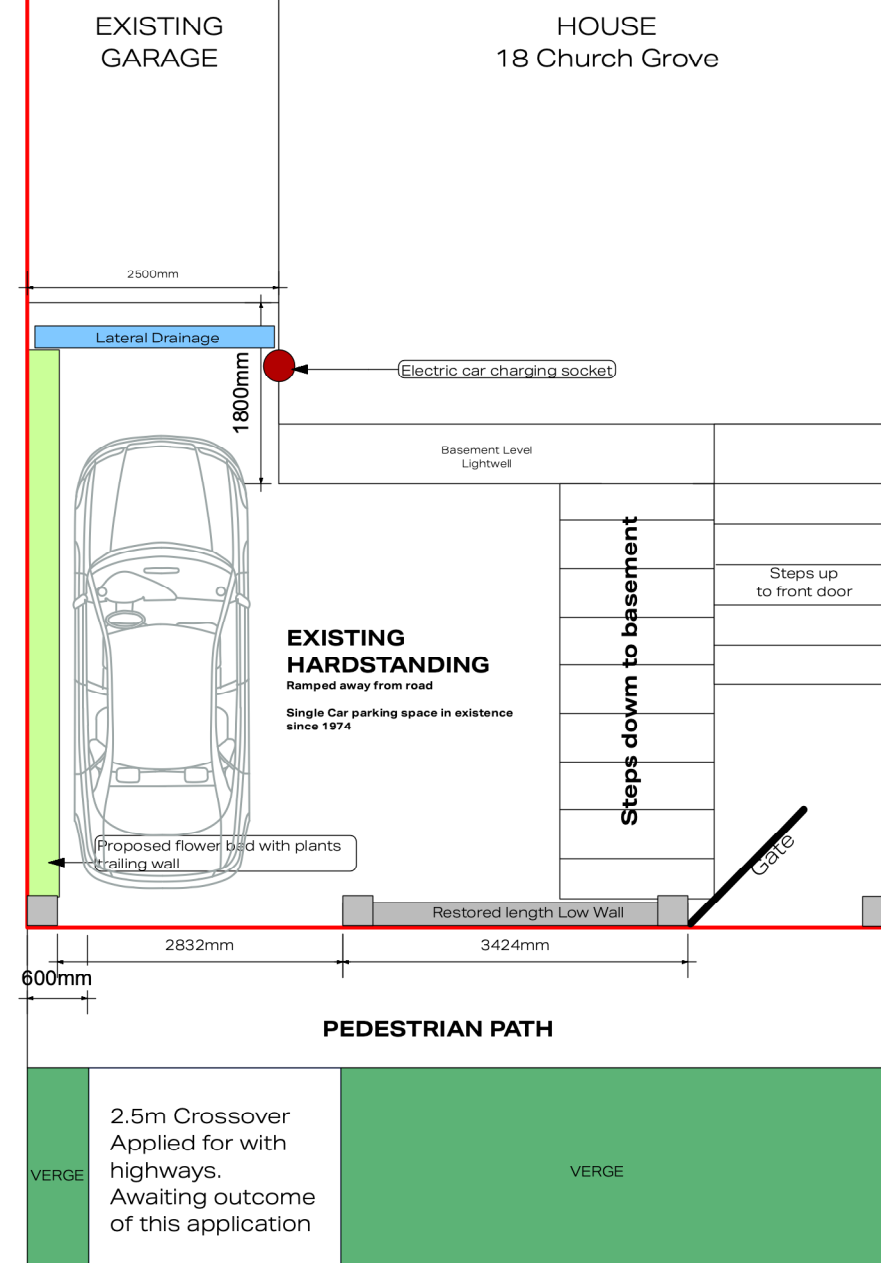 EXISTING
GARAGE
HOUSE
18 Church Grove
2500mm
Lateral Drainage
1800mm
Electric car charging socket
Basement Level
Lightwell
Steps dowm to basement
Steps up
to front door
EXISTING
HARDSTANDING
Ramped away from road
Single Car parking space in existence
since 1974
Proposed flower bed with plants
trailing wall
Gate
Restored length Low Wall
2832mm
3424mm
600mm
PEDESTRIAN PATH
2.5m Crossover
Applied for with
highways.
Awaiting outcome
of this application
VERGE
VERGE